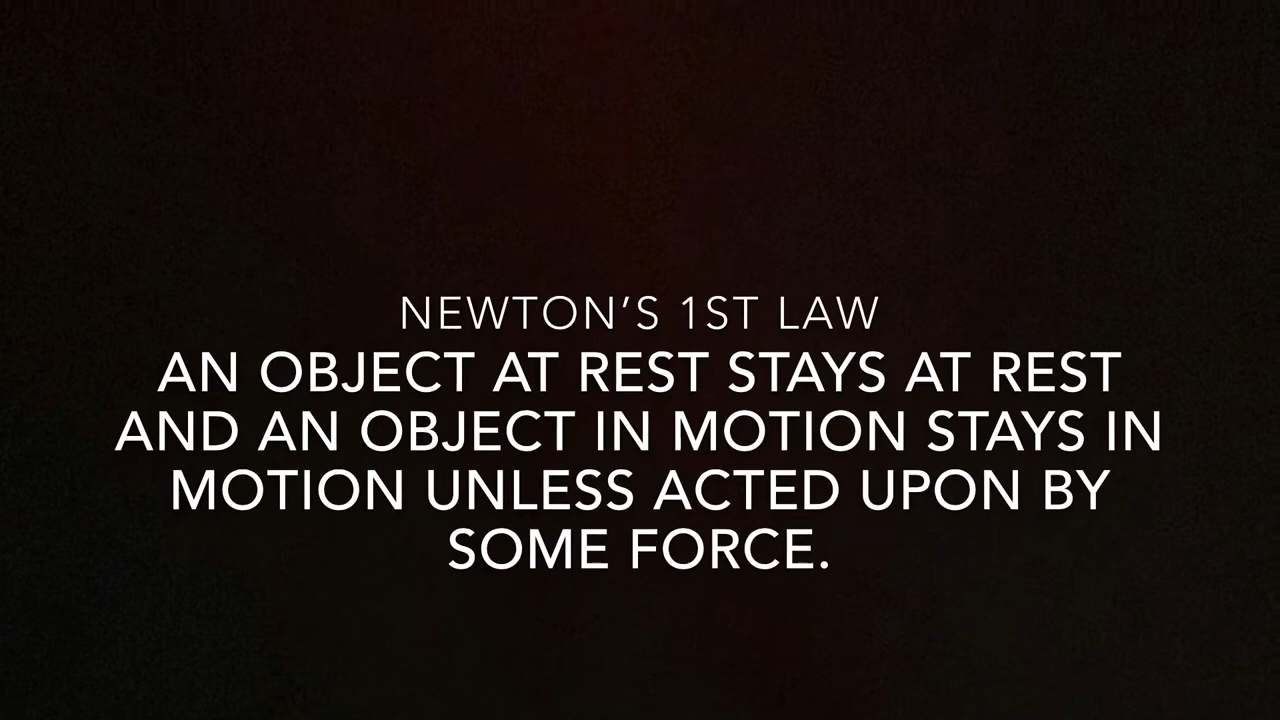 NEWTON’S 1ST LAW
AN OBJECT AT REST STAYS AT REST
AND AN OBJECT IN MOTION STAYS IN
MOTION UNLESS ACTED UPON BY
SOME FORCE.